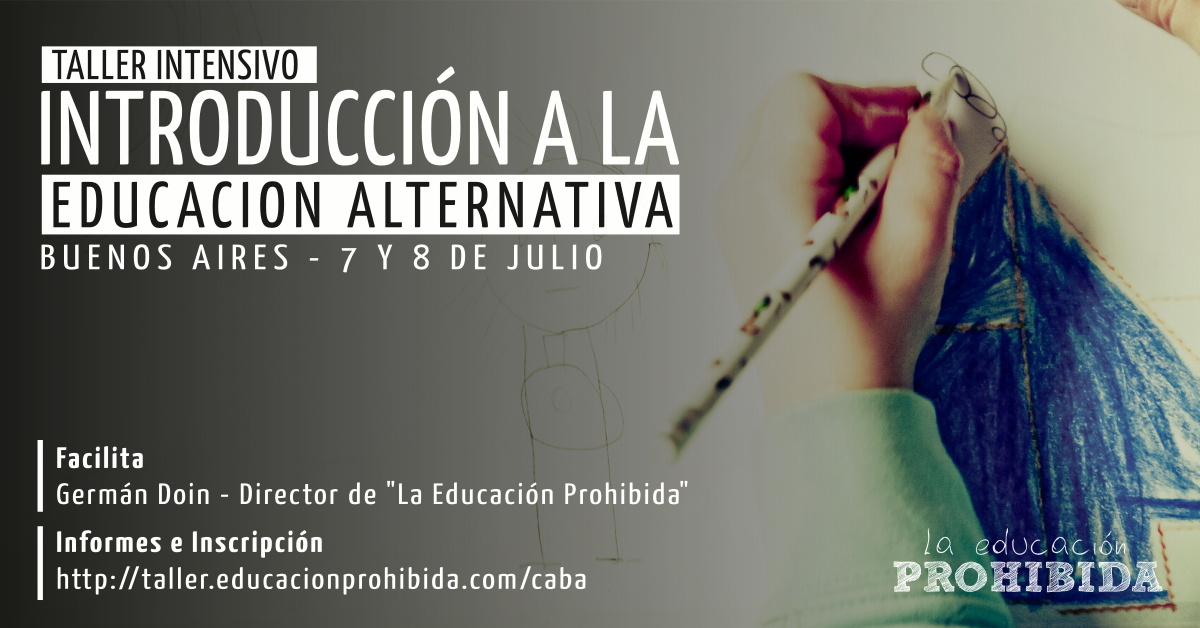 TALLER INTENSIVO
INTRODUCCIÓN A LA
EDUCACION ALTERNATIVA
BUENOS AIRES - 7 Y 8 DE JULIO
Facilita
Germán Doin - Director de "La Educación Prohibida"
Informes e Inscripción
http://taller.educacionprohibida.com/caba
La educación
PROHIBIDA